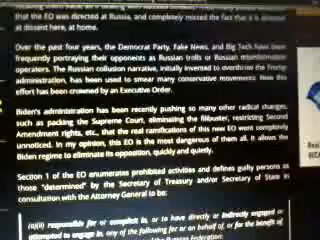 that the EO was directed at Russia, and completely missed the fact that it is directed
at dissent here, at home.
Over the past four years, the Democrat Party, Fake News, and Big Tech have been
frequently portraying their opponents as Russian trolls or Russian misinformation
operators. The Russian collusion narrative, initially invented to overthrow the Trump
administration, has been used to smear many conservative movements. Now this
effort has been crowned by an Executive Order.
Biden's administration has been recently pushing so many other radical changes,
such as packing the Supreme Court, eliminating the filibuster, restricting Second
Amendment rights, etc., that the real ramifications of this new EO went completely
unnoticed. In my opinion, this EO is the most dangerous of them all. It allows the
Biden regime to eliminate its opposition, quickly and quietly.
Section 1 of the EO enumerates prohibited activities and defines guilty persons as
those "determined" by the Secretary of Treasury and/or Secretary of State in
consultation with the Attorney General to be:
responsible for or complicit in, or to have directly or indirectly engaged or
attempted to engage in, any of the following for or on behalf of, or for the benefit of
Russian Federation: